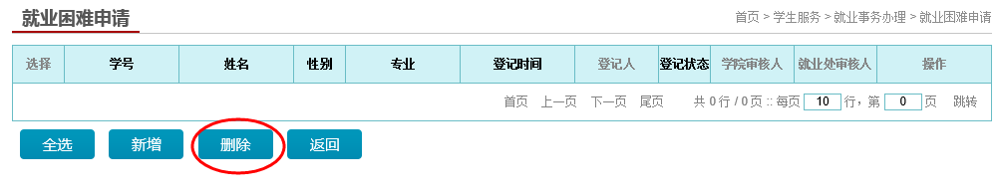 就业困难申请
首页 > 学生服务 > 就业事务办理 > 就业困难申请
选择 学号 姓名 性别 专业 登记时间 登记人 登记状态 学院审核人 就业处审核人 操作
首页 上一页 下一页 尾页 共 0 行 / 0 页 :: 每页 10 行，第 0 页 跳转
全选 新增 删除 返回